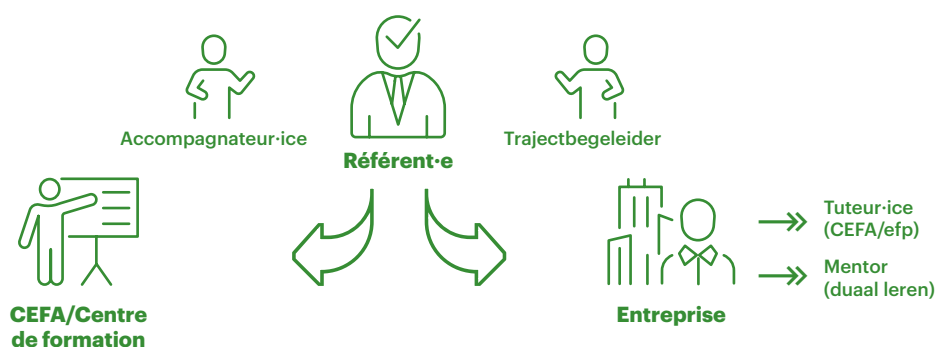 Accompagnateur·ice
Trajectbegeleider
Référent·e
Tuteur·ice
(CEFA/efp)
Mentor
(duaal leren)
CEFA/Centre
de formation
Entreprise